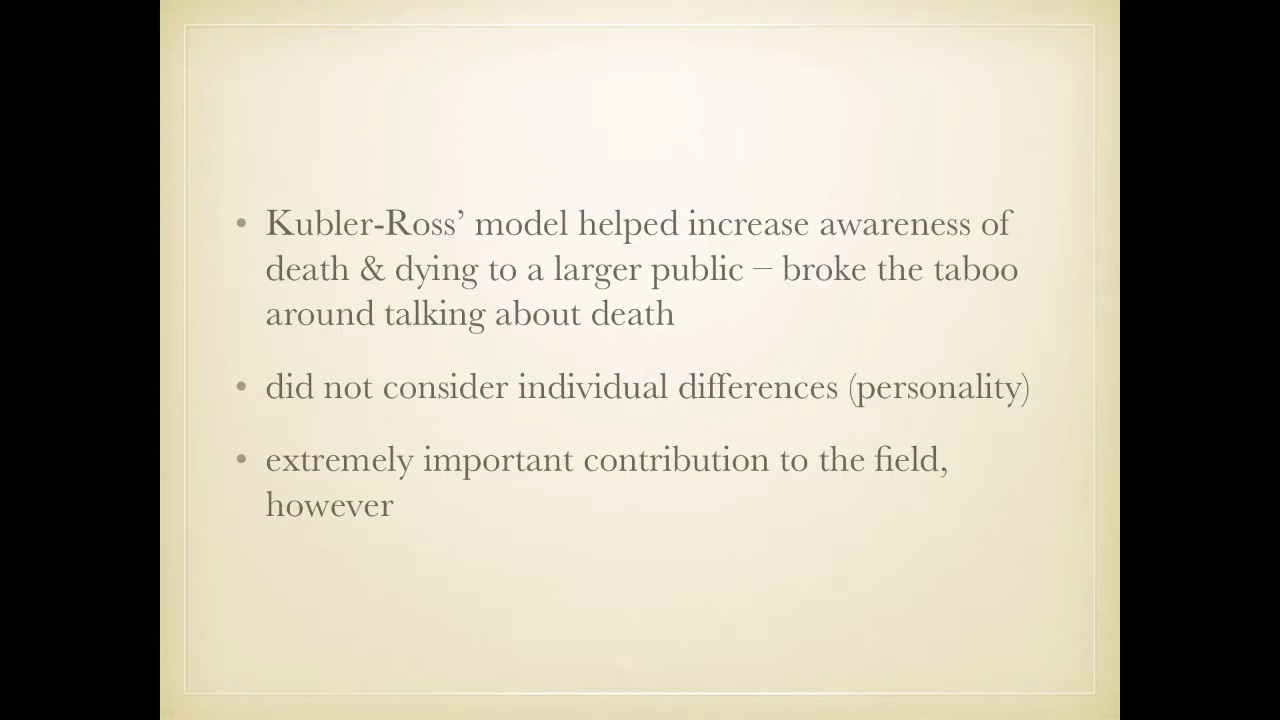 • Kubler-Ross’ model helped increase awareness of
death & dying to a larger public – broke the taboo
around talking about death
• did not consider individual differences (personality)
• extremely important contribution to the field,
however